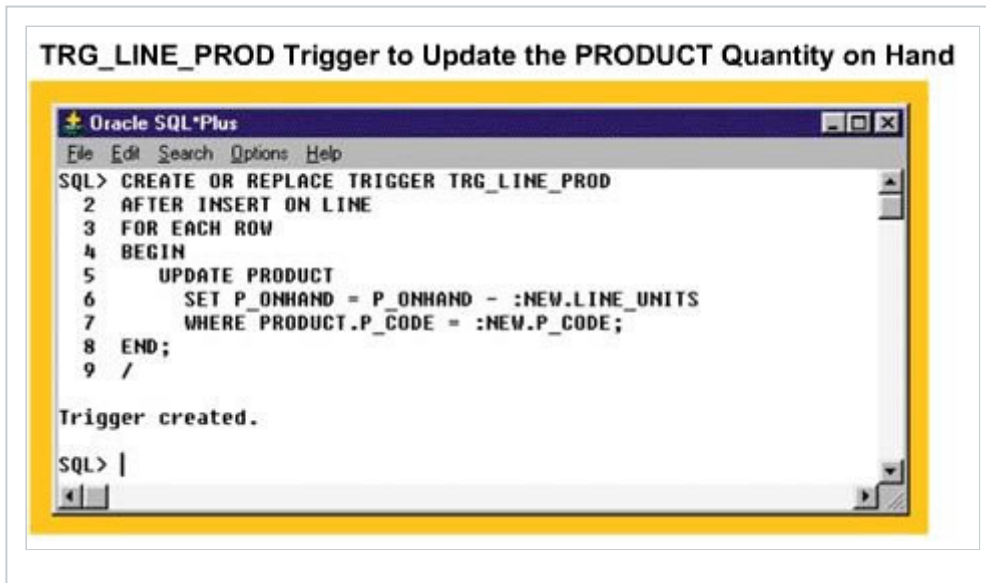 TRG_LINE_PROD Trigger to Update the PRODUCT Quantity on Hand
Oracle SQL*Plus
File Edit Search Options Help
SQL> CREATE OR REPLACE TRIGGER TRG_LINE_PROD
2 AFTER INSERT ON LINE
3 FOR EACH ROW
4 BEGIN
5 UPDATE PRODUCT
6 SET P_ONHAND = P_ONHAND - :NEW.LINE_UNITS
7 WHERE PRODUCT.P_CODE = :NEW.P_CODE;
8 END;
9 /
Trigger created.
SQL>